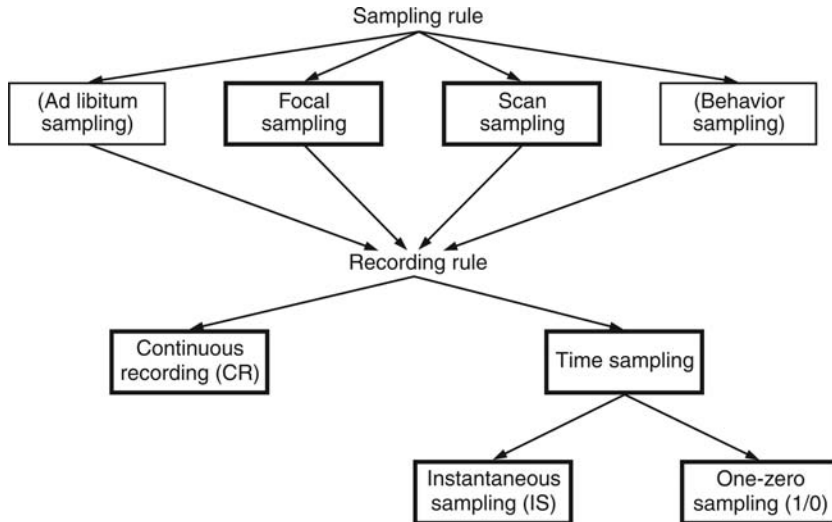 Sampling rule
(Ad libitum
sampling)
Focal
sampling
Scan
sampling
(Behavior
sampling)
Recording rule
Continuous
recording (CR)
Time sampling
Instantaneous
sampling (IS)
One-zero
sampling (1/0)